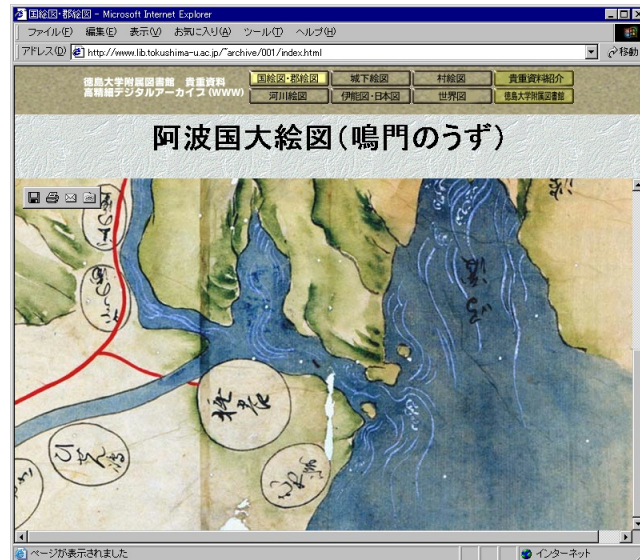 国絵図・郡絵図 - Microsoft Internet Explorer
ファイル(F) 編集(E) 表示(V) お気に入り(A) ツール(T) ヘルプ(H)
アドレス(D) http://www.lib.tokushima-u.ac.jp/~archive/001/index.html 移動
徳島大学附属図書館 貴重資料
高精細デジタルアーカイブ (WWW)
国絵図・郡絵図 城下絵図 村絵図 貴重資料紹介
河川絵図 伊能図・日本図 世界図 徳島大学附属図書館
阿波国大絵図(鳴門のうず)
ページが表示されました インターネット